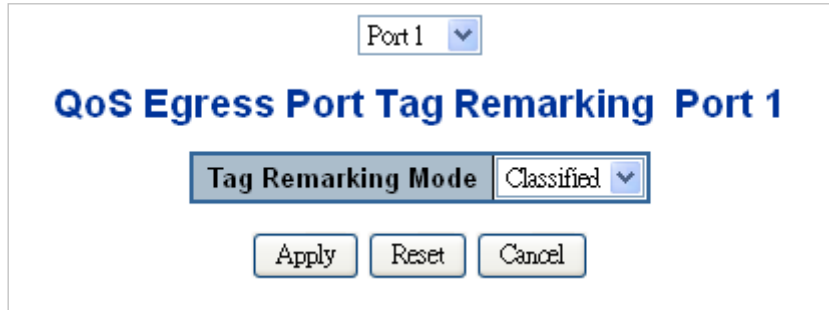 Port 1
QoS Egress Port Tag Remarking Port 1
Tag Remarking Mode Classified
Apply Reset Cancel